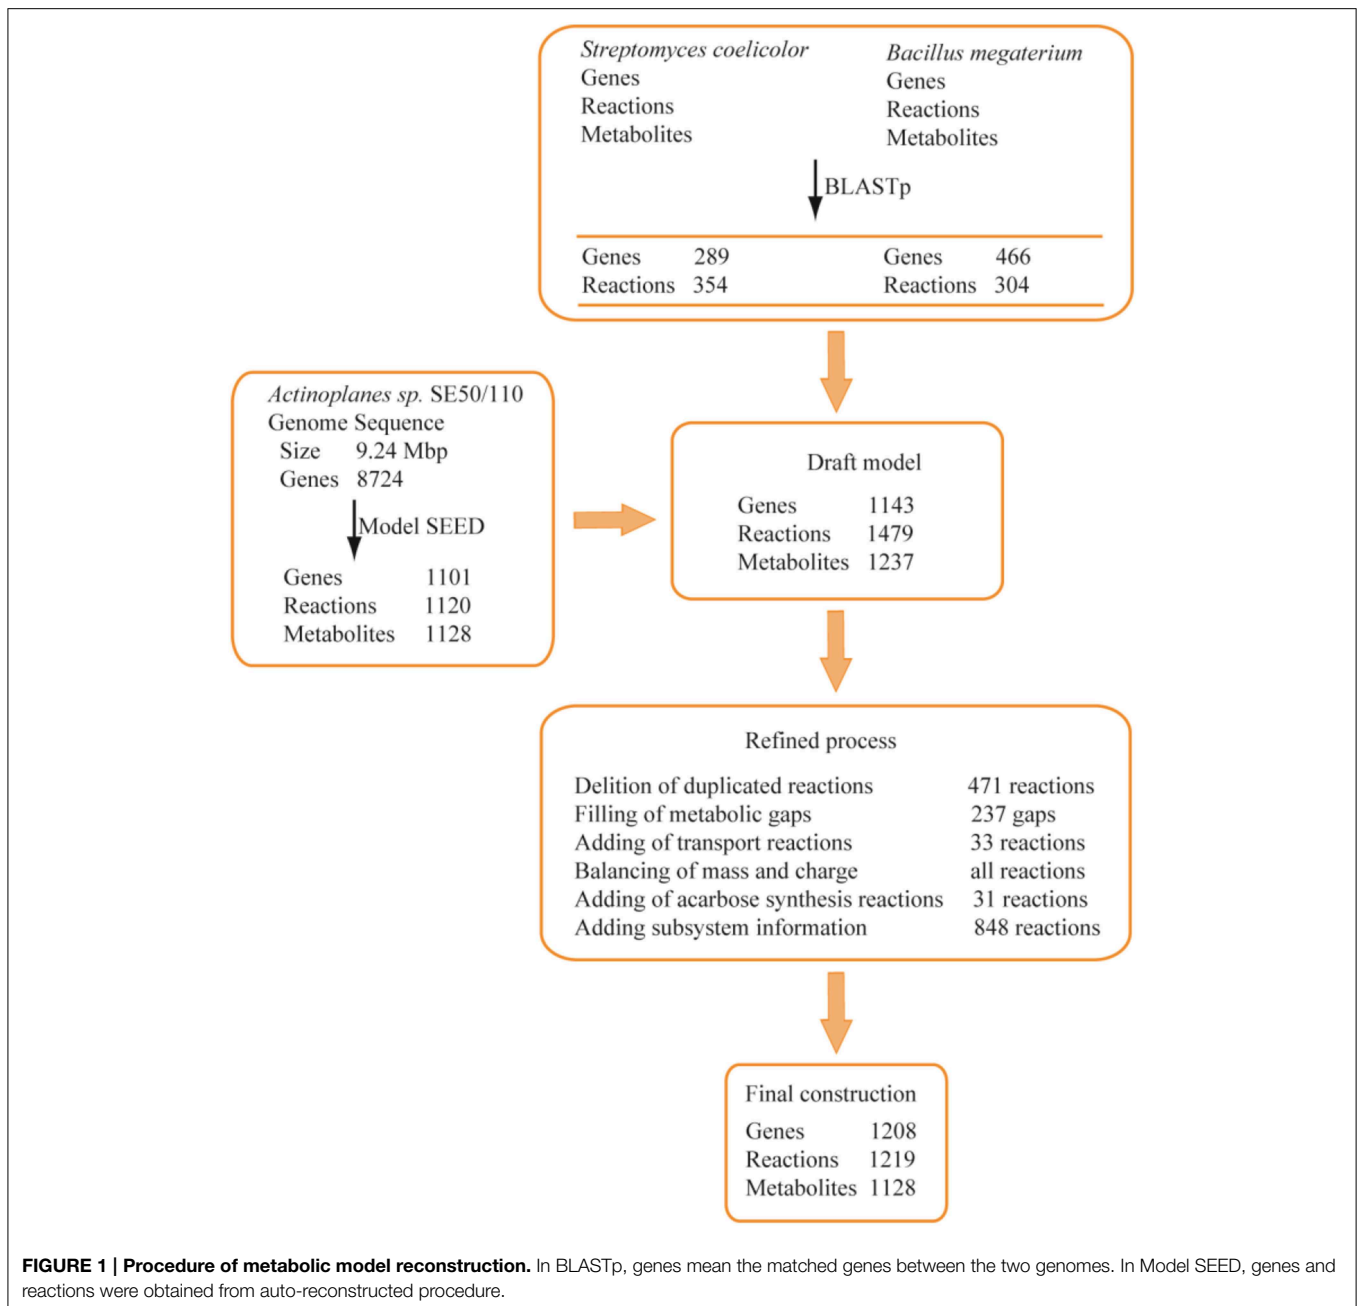 Streptomyces coelicolor
Genes
Reactions
Metabolites
Bacillus megaterium
Genes
Reactions
Metabolites
BLASTp
Genes 289
Reactions 354
Genes 466
Reactions 304
Actinoplanes sp. SE50/110
Genome Sequence
Size 9.24 Mbp
Genes 8724
Model SEED
Genes 1101
Reactions 1120
Metabolites 1128
Draft model
Genes 1143
Reactions 1479
Metabolites 1237
Refined process
Delition of duplicated reactions 471 reactions
Filling of metabolic gaps 237 gaps
Adding of transport reactions 33 reactions
Balancing of mass and charge all reactions
Adding of acarbose synthesis reactions 31 reactions
Adding subsystem information 848 reactions
Final construction
Genes 1208
Reactions 1219
Metabolites 1128
FIGURE 1 | Procedure of metabolic model reconstruction. In BLASTp, genes mean the matched genes between the two genomes. In Model SEED, genes and
reactions were obtained from auto-reconstructed procedure.